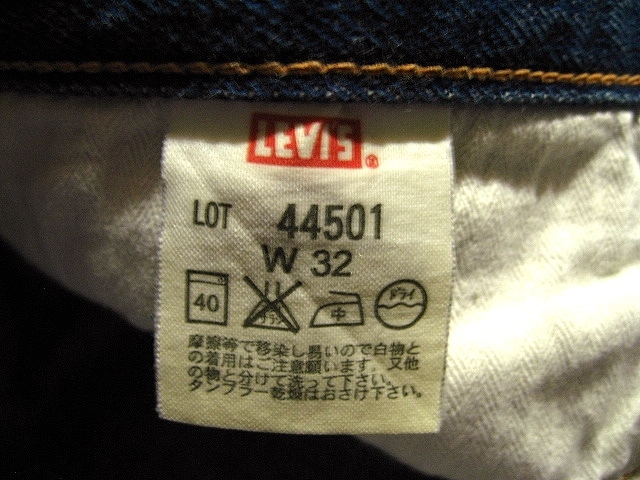 LEVI'S®
LOT 44501
W 32
40 中 ドライ
摩擦等で移染し易いので白物と
の着用はご注意願います。又他
の物と分けて洗って下さい。
タンブラー乾燥はおさけ下さい。